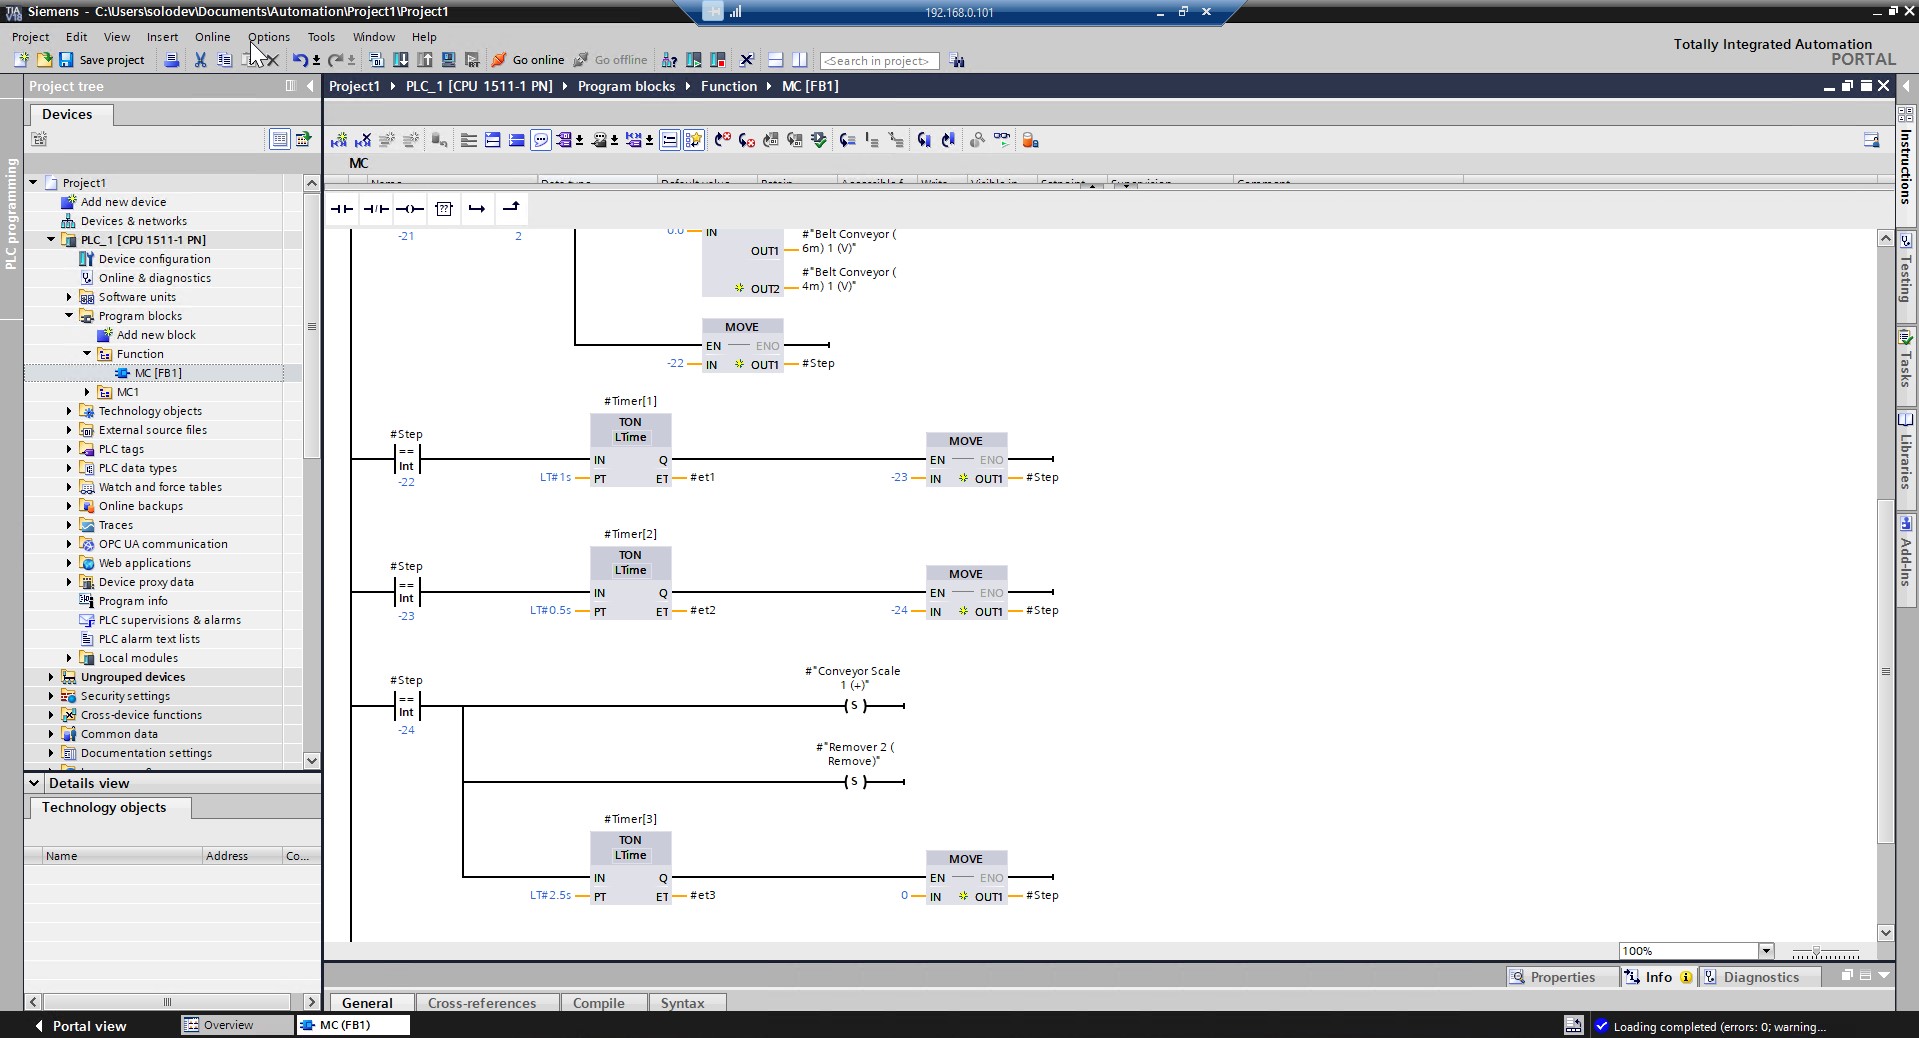 Siemens - C:\Users\solodev\Documents\Automation\Project1\Project1
192.168.0.101
Project Edit View Insert Online Options Tools Window Help
Totally Integrated Automation
PORTAL
Save project
Go online
Go offline
<Search in project>
Project tree
Project1 PLC_1 [CPU 1511-1 PN] Program blocks Function MC [FB1]
Devices
PLC programming
MC
Project1
Add new device
Devices & networks
PLC_1 [CPU 1511-1 PN]
Device configuration
Online & diagnostics
Software units
Program blocks
Add new block
Function
MC [FB1]
MC1
Technology objects
External source files
PLC tags
PLC data types
Watch and force tables
Online backups
Traces
OPC UA communication
Web applications
Device proxy data
Program info
PLC supervisions & alarms
PLC alarm text lists
Local modules
Ungrouped devices
Security settings
Cross-device functions
Common data
Documentation settings
Details view
Technology objects
Name Address Co...
-21
2
0.0 IN
OUT1
#"Belt Conveyor (
6m) 1 (V)"
OUT2
#"Belt Conveyor (
4m) 1 (V)"
MOVE
EN ENO
-22 IN OUT1 #Step
#Timer[1]
TON
LTime
#Step
==
Int
-22
IN Q
LT#1s PT ET #et1
MOVE
EN ENO
-23 IN OUT1 #Step
#Timer[2]
TON
LTime
#Step
==
Int
-23
IN Q
LT#0.5s PT ET #et2
MOVE
EN ENO
-24 IN OUT1 #Step
#Step
==
Int
-24
#"Conveyor Scale
1 (+)"
S
#"Remover 2 (
Remove)"
S
#Timer[3]
TON
LTime
IN Q
LT#2.5s PT ET #et3
MOVE
EN ENO
0 IN OUT1 #Step
100%
Properties
Info
Diagnostics
General Cross-references Compile Syntax
Instructions
Testing
Tasks
Libraries
Add-Ins
Portal view
Overview
MC (FB1)
Loading completed (errors: 0; warning...